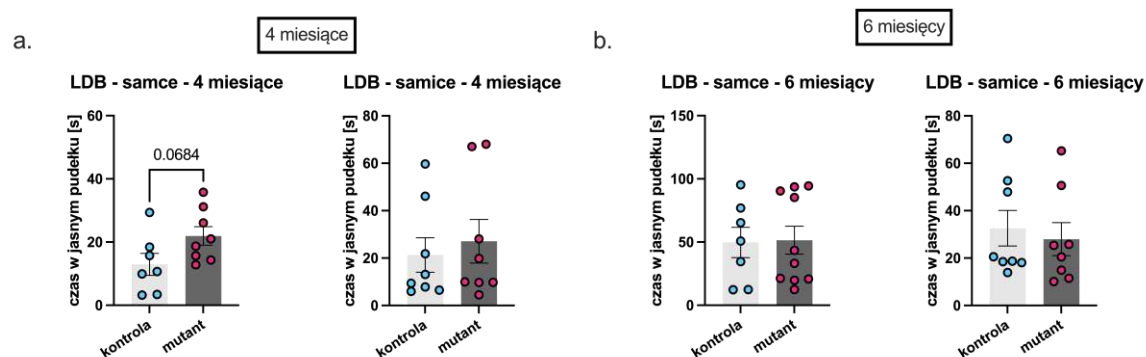 a.
4 miesiące
LDB - samce - 4 miesiące
czas w jasnym pudełku [s]
60
40
20
0
0.0684
kontrola
mutant
LDB - samice - 4 miesiące
czas w jasnym pudełku [s]
80
60
40
20
0
kontrola
mutant
b.
6 miesięcy
LDB - samce - 6 miesiący
czas w jasnym pudełku [s]
150
100
50
0
kontrola
mutant
LDB - samice - 6 miesiący
czas w jasnym pudełku [s]
80
60
40
20
0
kontrola
mutant